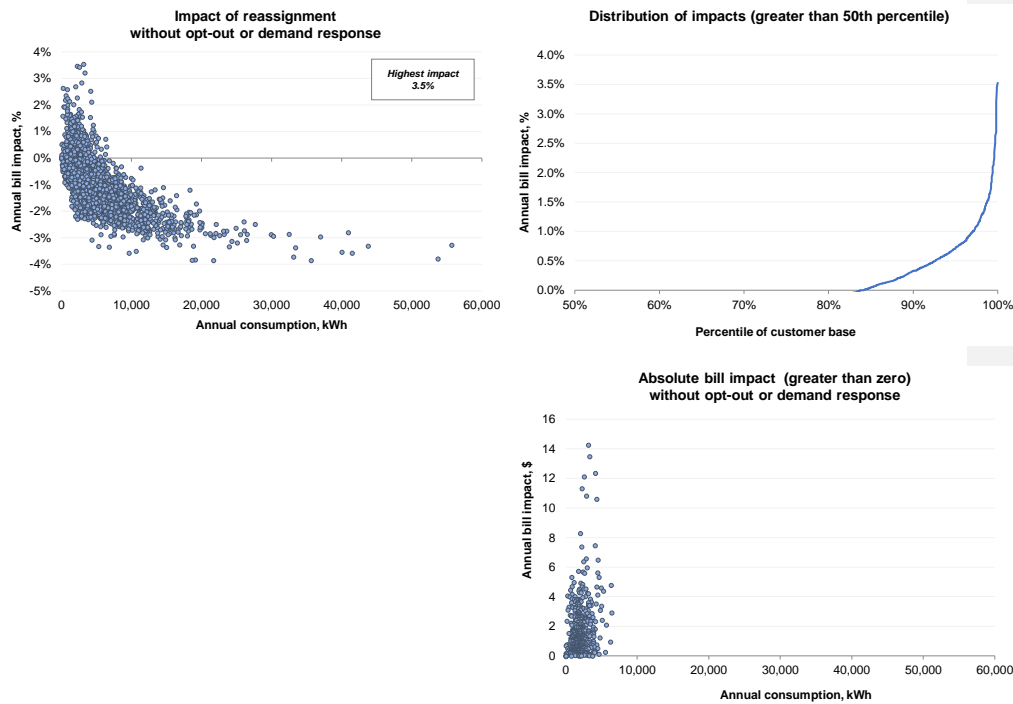 Impact of reassignment
without opt-out or demand response
4%
3%
2%
1%
0%
-1%
-2%
-3%
-4%
-5%
Annual bill impact, %
Highest impact
3.5%
0 10,000 20,000 30,000 40,000 50,000 60,000
Annual consumption, kWh
Distribution of impacts (greater than 50th percentile)
4.0%
3.5%
3.0%
2.5%
2.0%
1.5%
1.0%
0.5%
0.0%
Annual bill impact, %
50% 60% 70% 80% 90% 100%
Percentile of customer base
Absolute bill impact (greater than zero)
without opt-out or demand response
16
14
12
10
8
6
4
2
0
Annual bill impact, $
0 10,000 20,000 30,000 40,000 50,000 60,000
Annual consumption, kWh